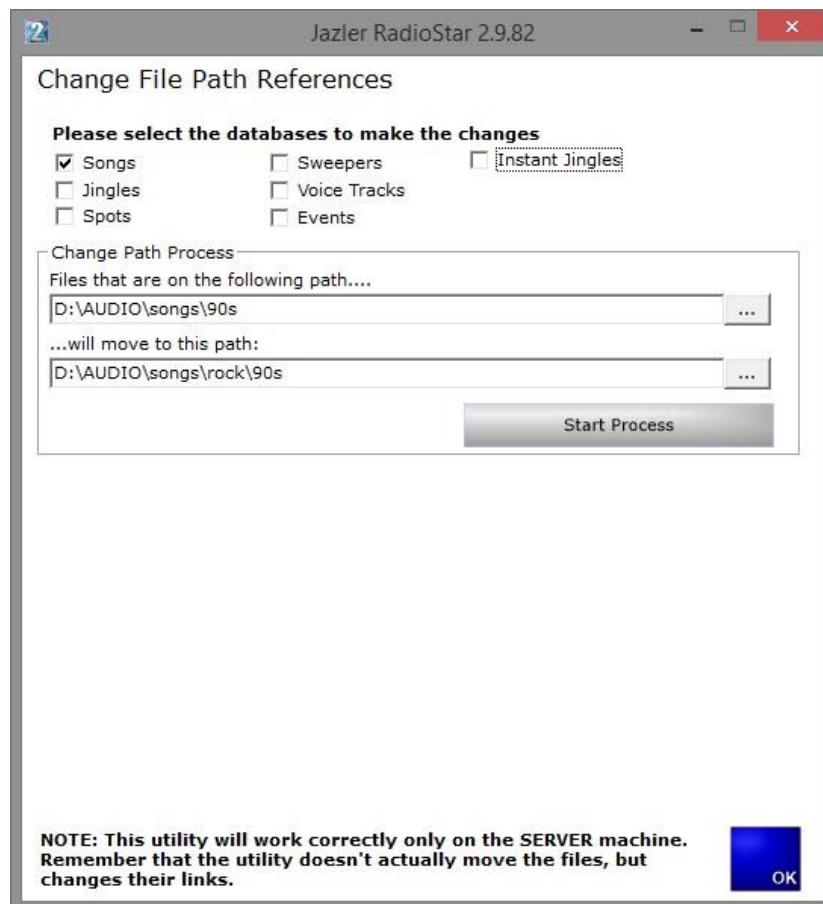 2
Jazler RadioStar 2.9.82
Change File Path References
Please select the databases to make the changes
Songs
Sweepers
Instant Jingles
Jingles
Voice Tracks
Spots
Events
Change Path Process
Files that are on the following path....
D:\AUDIO\songs\90s
...
...will move to this path:
D:\AUDIO\songs\rock\90s
...
Start Process
NOTE: This utility will work correctly only on the SERVER machine.
Remember that the utility doesn't actually move the files, but
changes their links.
OK